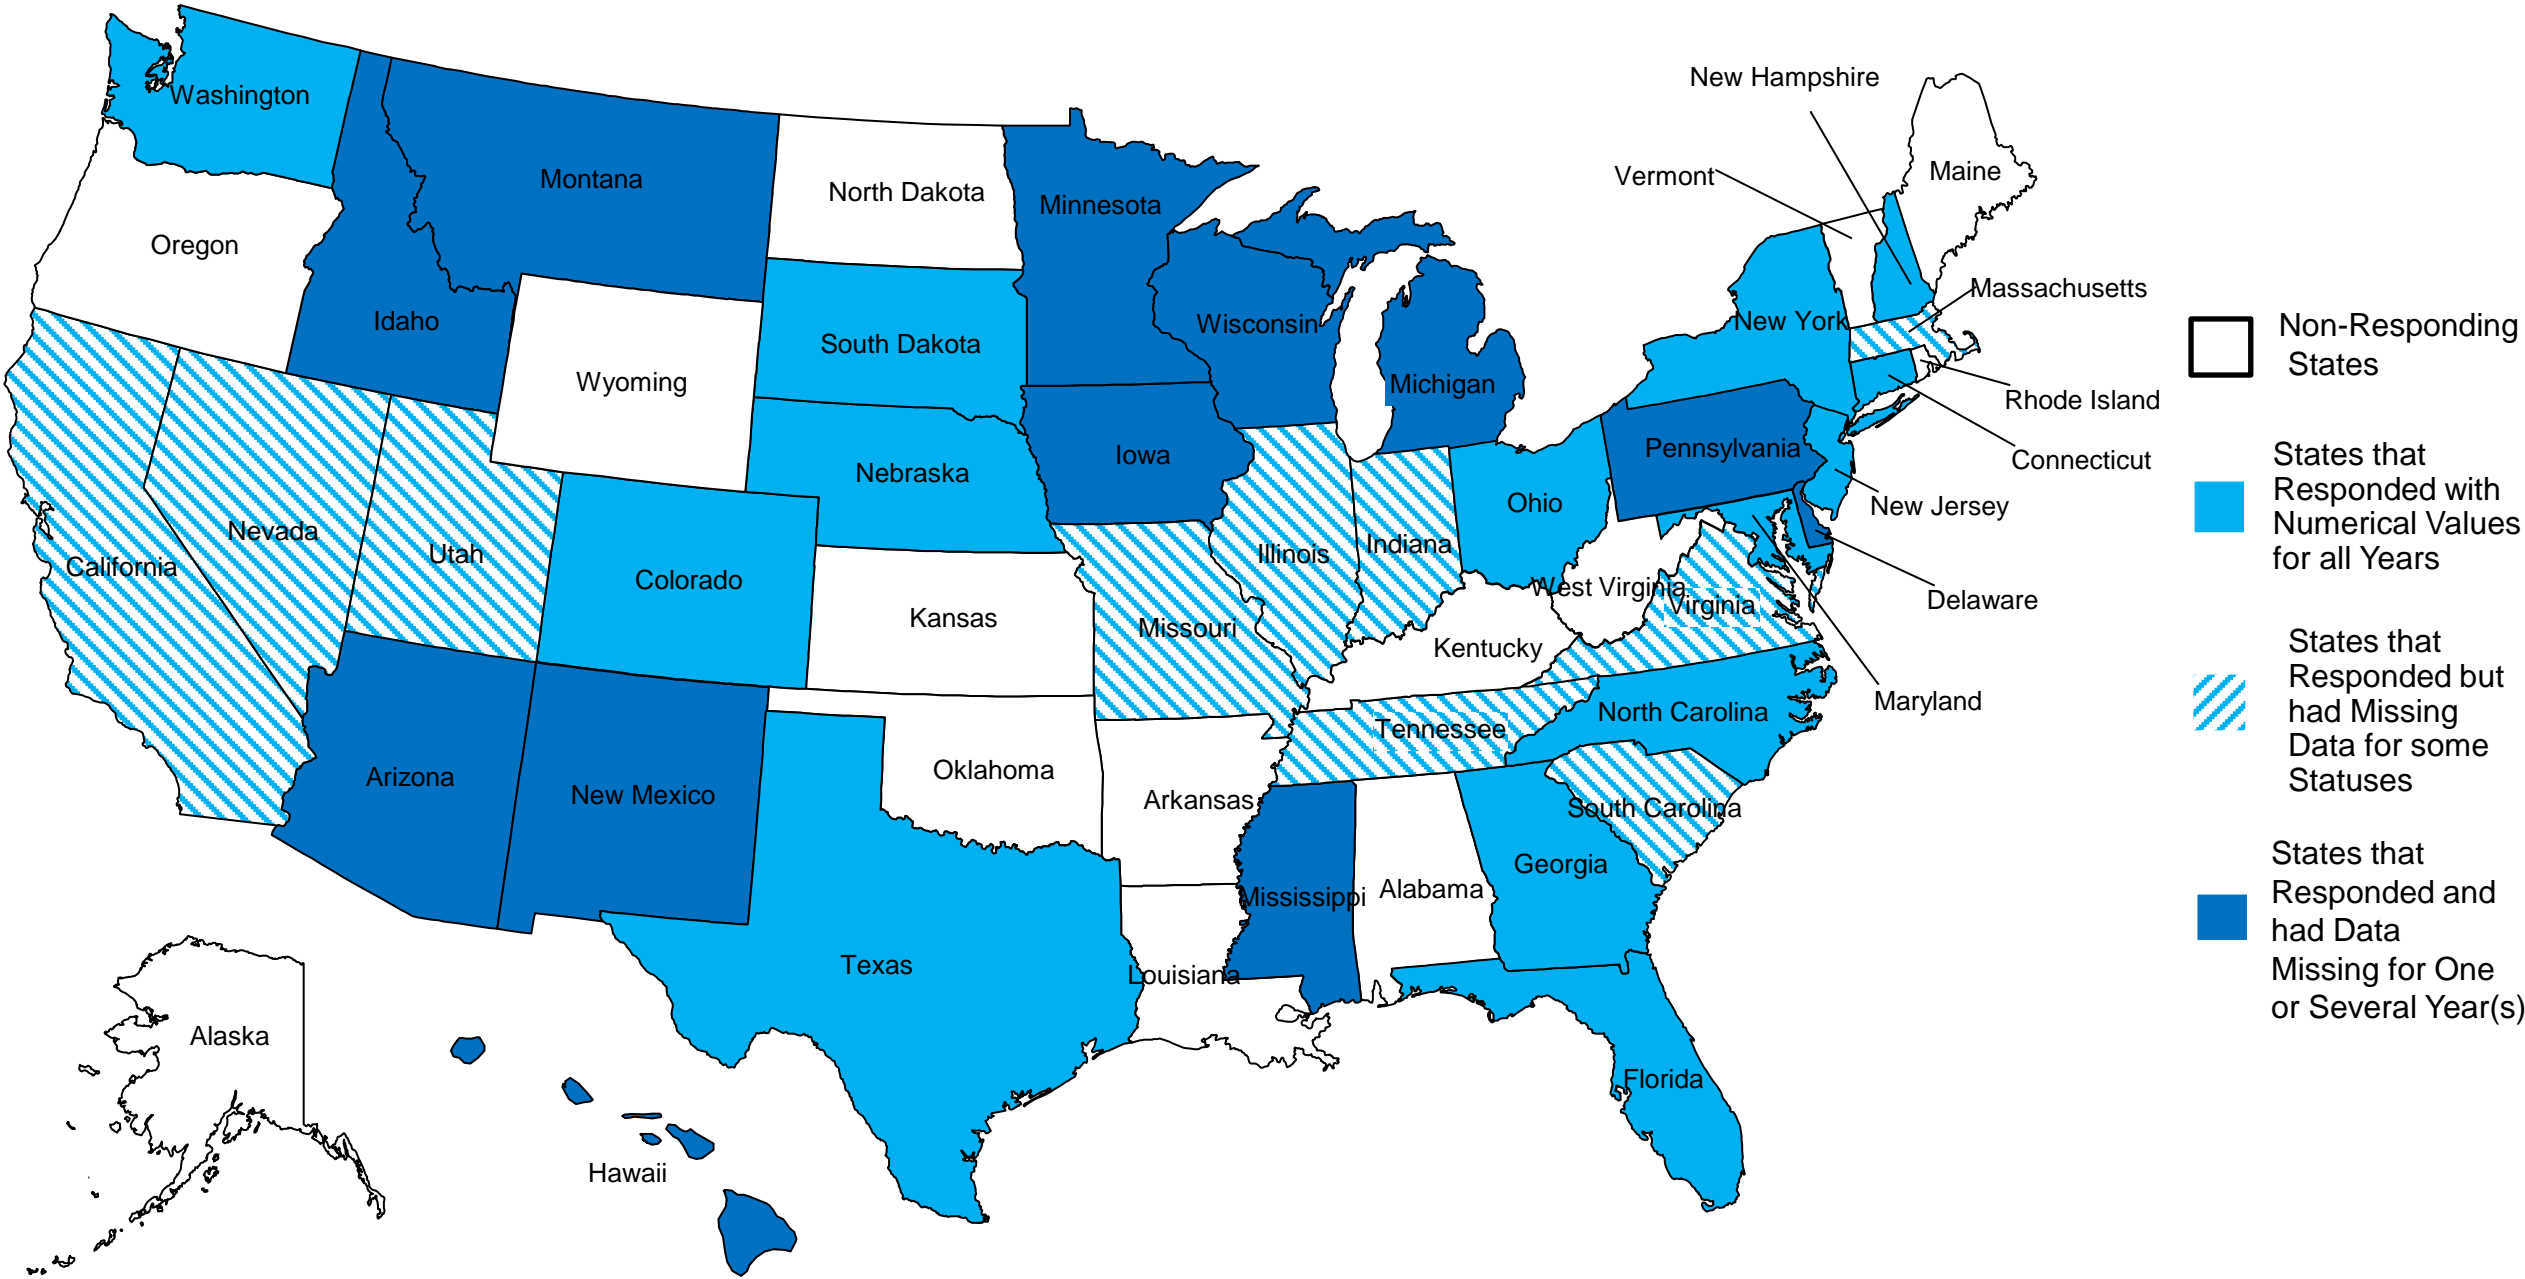 Washington
Montana
North Dakota
Minnesota
New Hampshire
Vermont
Maine
Oregon
Idaho
Wyoming
South Dakota
Wisconsin
Michigan
New York
Massachusetts
Rhode Island
Connecticut
New Jersey
Pennsylvania
Delaware
Maryland
Iowa
Nebraska
Ohio
Nevada
California
Utah
Colorado
Kansas
Missouri
Illinois
Indiana
West Virginia
Virginia
Kentucky
Tennessee
North Carolina
South Carolina
Arizona
New Mexico
Oklahoma
Arkansas
Mississippi
Alabama
Georgia
Texas
Louisiana
Florida
Alaska
Hawaii
Non-Responding
States
States that
Responded with
Numerical Values
for all Years
States that
Responded but
had Missing
Data for some
Statuses
States that
Responded and
had Data
Missing for One
or Several Year(s)